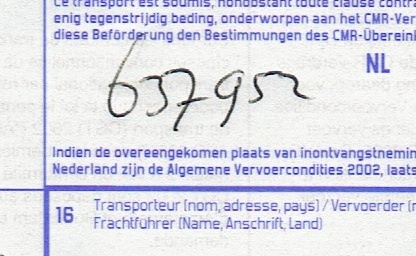 Ce transport est soumis, nonobstant toute clause contra
enig tegenstrijdig beding, onderworpen aan het CMR-Ver
diese Beförderung den Bestimmungen des CMR-Übereink
NL
637952
Indien de overeengekomen plaats van inontvangstnemin
Nederland zijn de Algemene Vervoercondities 2002, laats
16 Transporteur (nom, adresse, pays) / Vervoerder (n
Frachtführer (Name, Anschrift, Land)